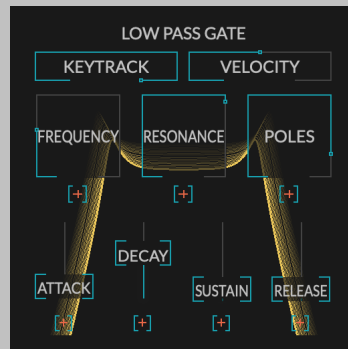 LOW PASS GATE
KEYTRACK VELOCITY
FREQUENCY RESONANCE POLES
[+] [+] [+]
DECAY
ATTACK SUSTAIN RELEASE
[+] [+] [+] [+]